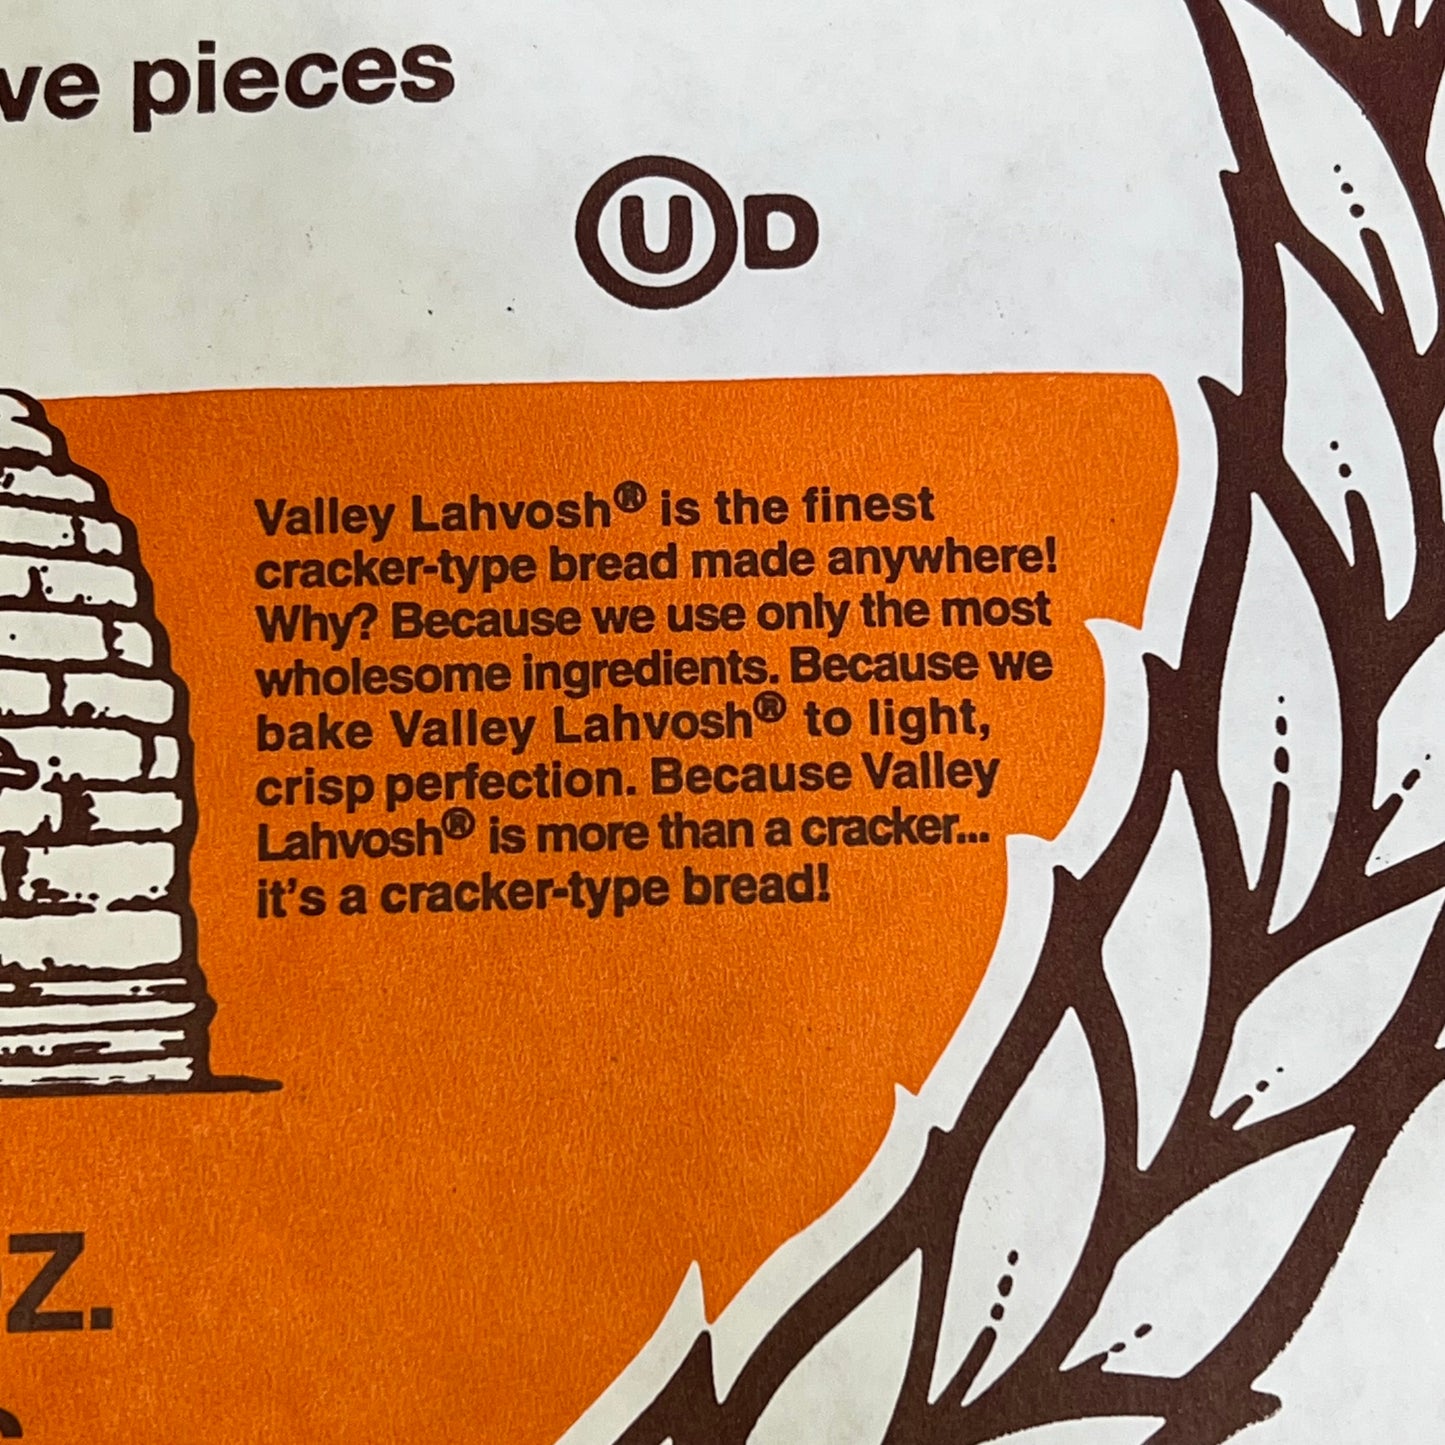 ve pieces
UD
Valley Lahvosh® is the finest
cracker-type bread made anywhere!
Why? Because we use only the most
wholesome ingredients. Because we
bake Valley Lahvosh® to light,
crisp perfection. Because Valley
Lahvosh® is more than a cracker...
it's a cracker-type bread!
OZ.